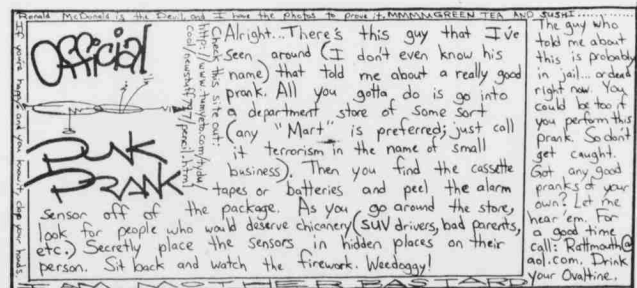 Ronald McDonald is the Devil, and I have the photos to prove it. MMMMMGREEN TEA AND SUSHI......
If you're happy and you know it, clap your hands.
Official
Punk
Prank
Check this site out:
Alright...There's this guy that I've
seen around (I don't even know his
name) that told me about a really good
prank. All you gotta do is go into
a department store of some sort
(any "Mart" is preferred; just call
it terrorism in the name of small
business). Then you find the cassette
tapes or batteries and peel the alarm
sensor off of the package. As you go around the store,
look for people who would deserve chicanery (SUV drivers, bad parents,
etc.) Secretly place the sensors in hidden places on their
person. Sit back and watch the firework. Weedoggy!
The guy who
told me about
this is probably
in jail... or dead
right now. You
could be too if
you perform this
prank. So don't
get caught.
Got any good
pranks of your
own? Let me
hear 'em. For
a good time
call: Rattmouth@
aol.com. Drink
your Ovaltine.
I AM MOTHER BASTARD